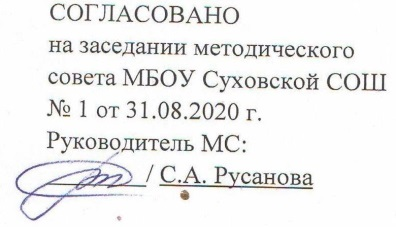 СОГЛАСОВАНО
на заседании методического
совета МБОУ Суховской СОШ
№ 1 от 31.08.2020 г.
Руководитель МС:
/ С.А. Русанова